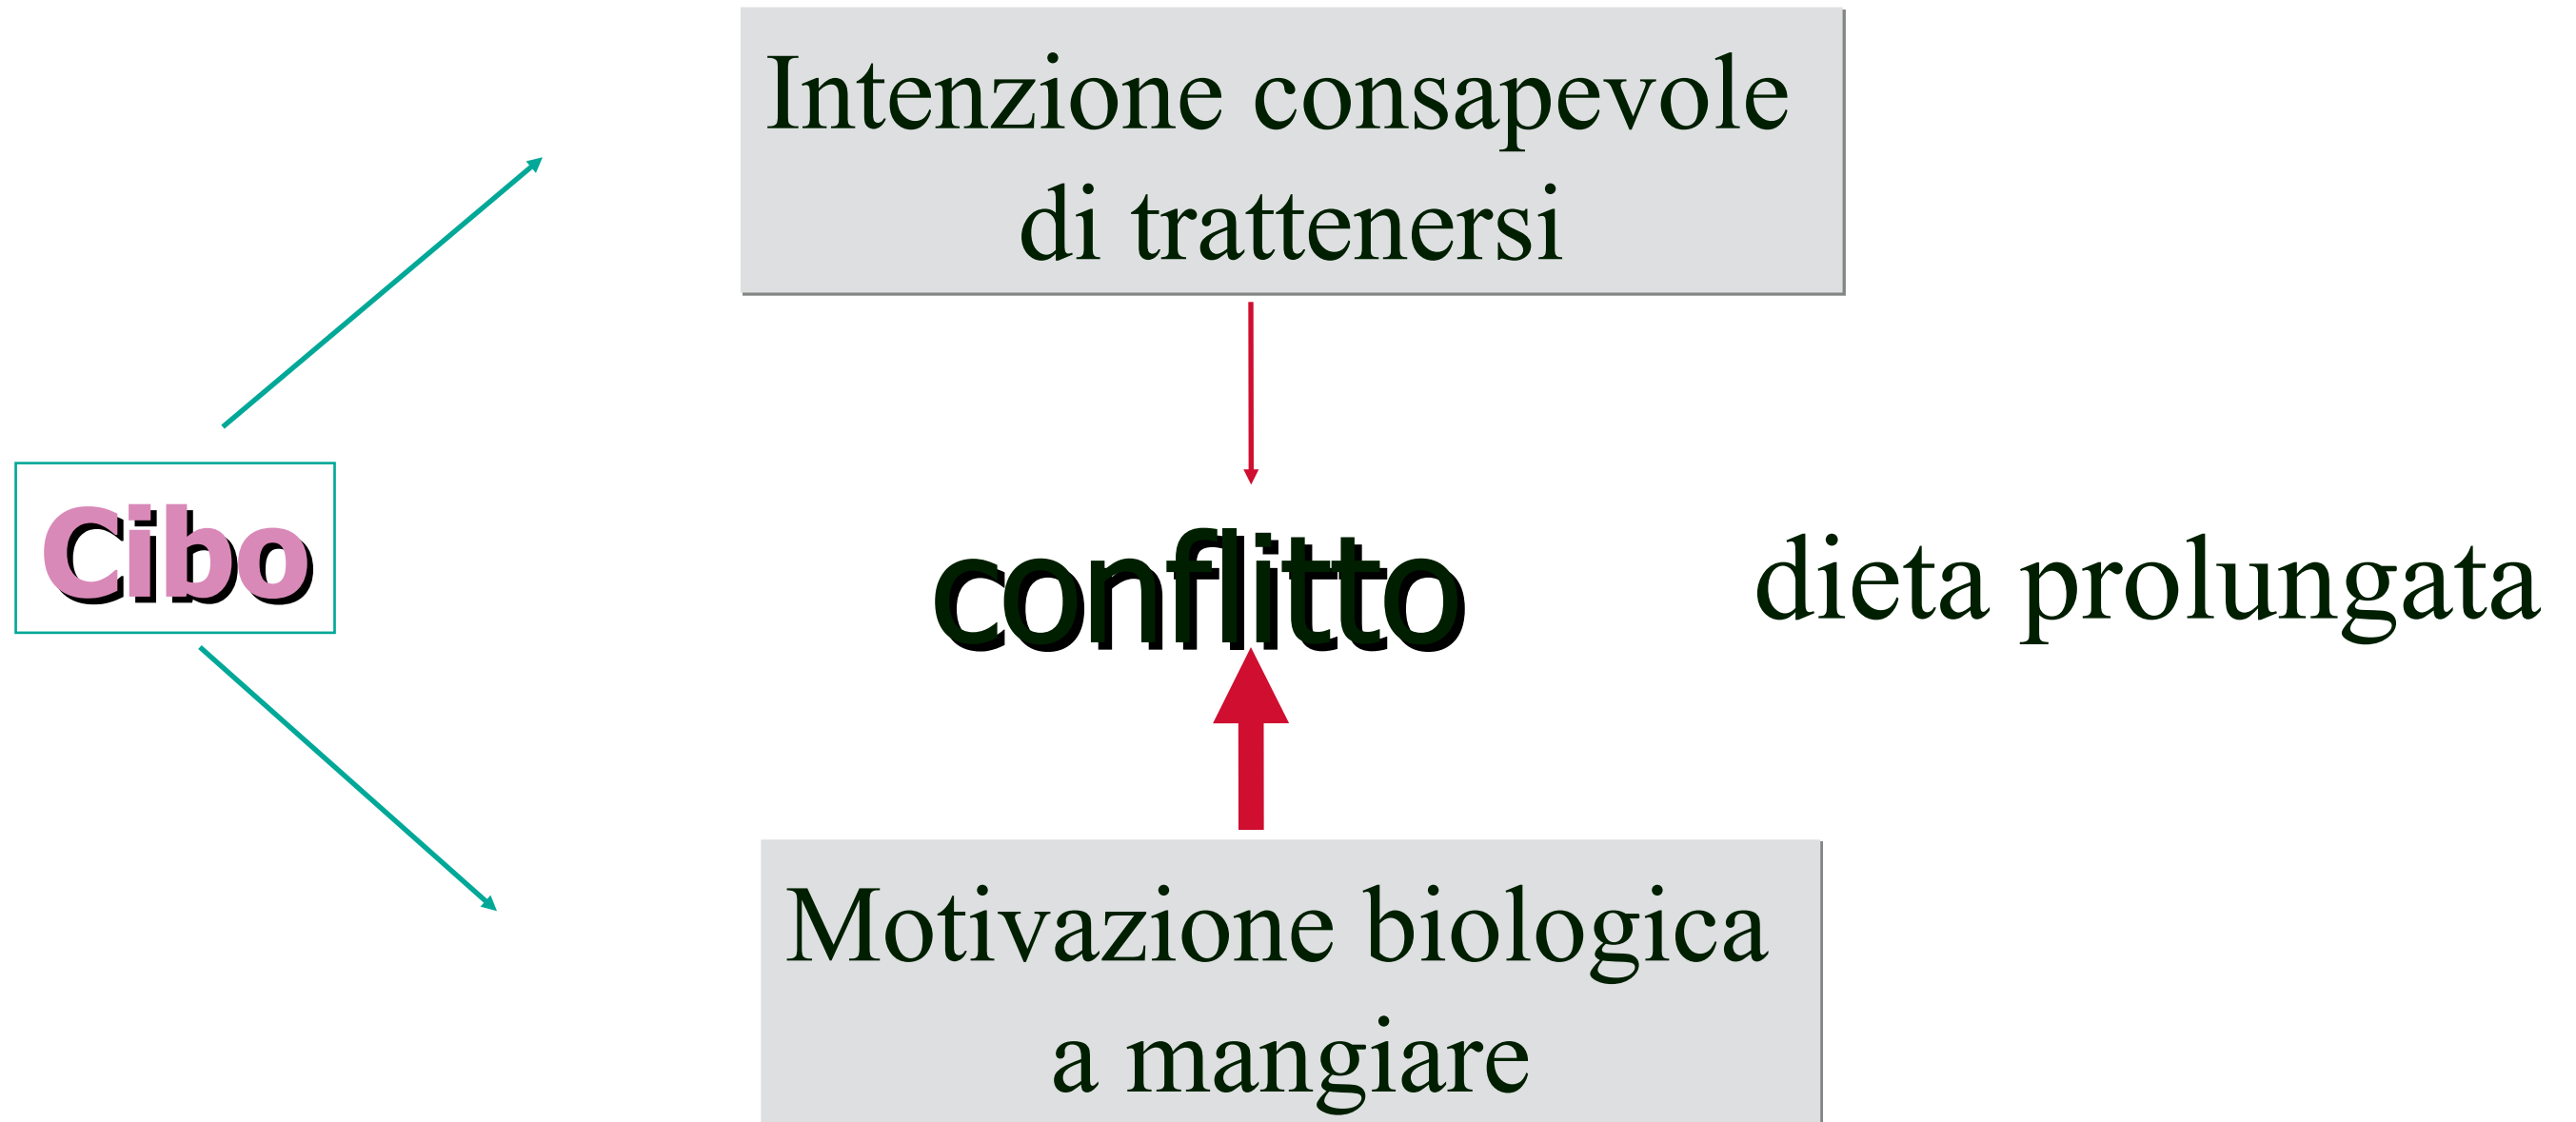 Intenzione consapevole
di trattenersi
Cibo
conflitto
dieta prolungata
Motivazione biologica
a mangiare